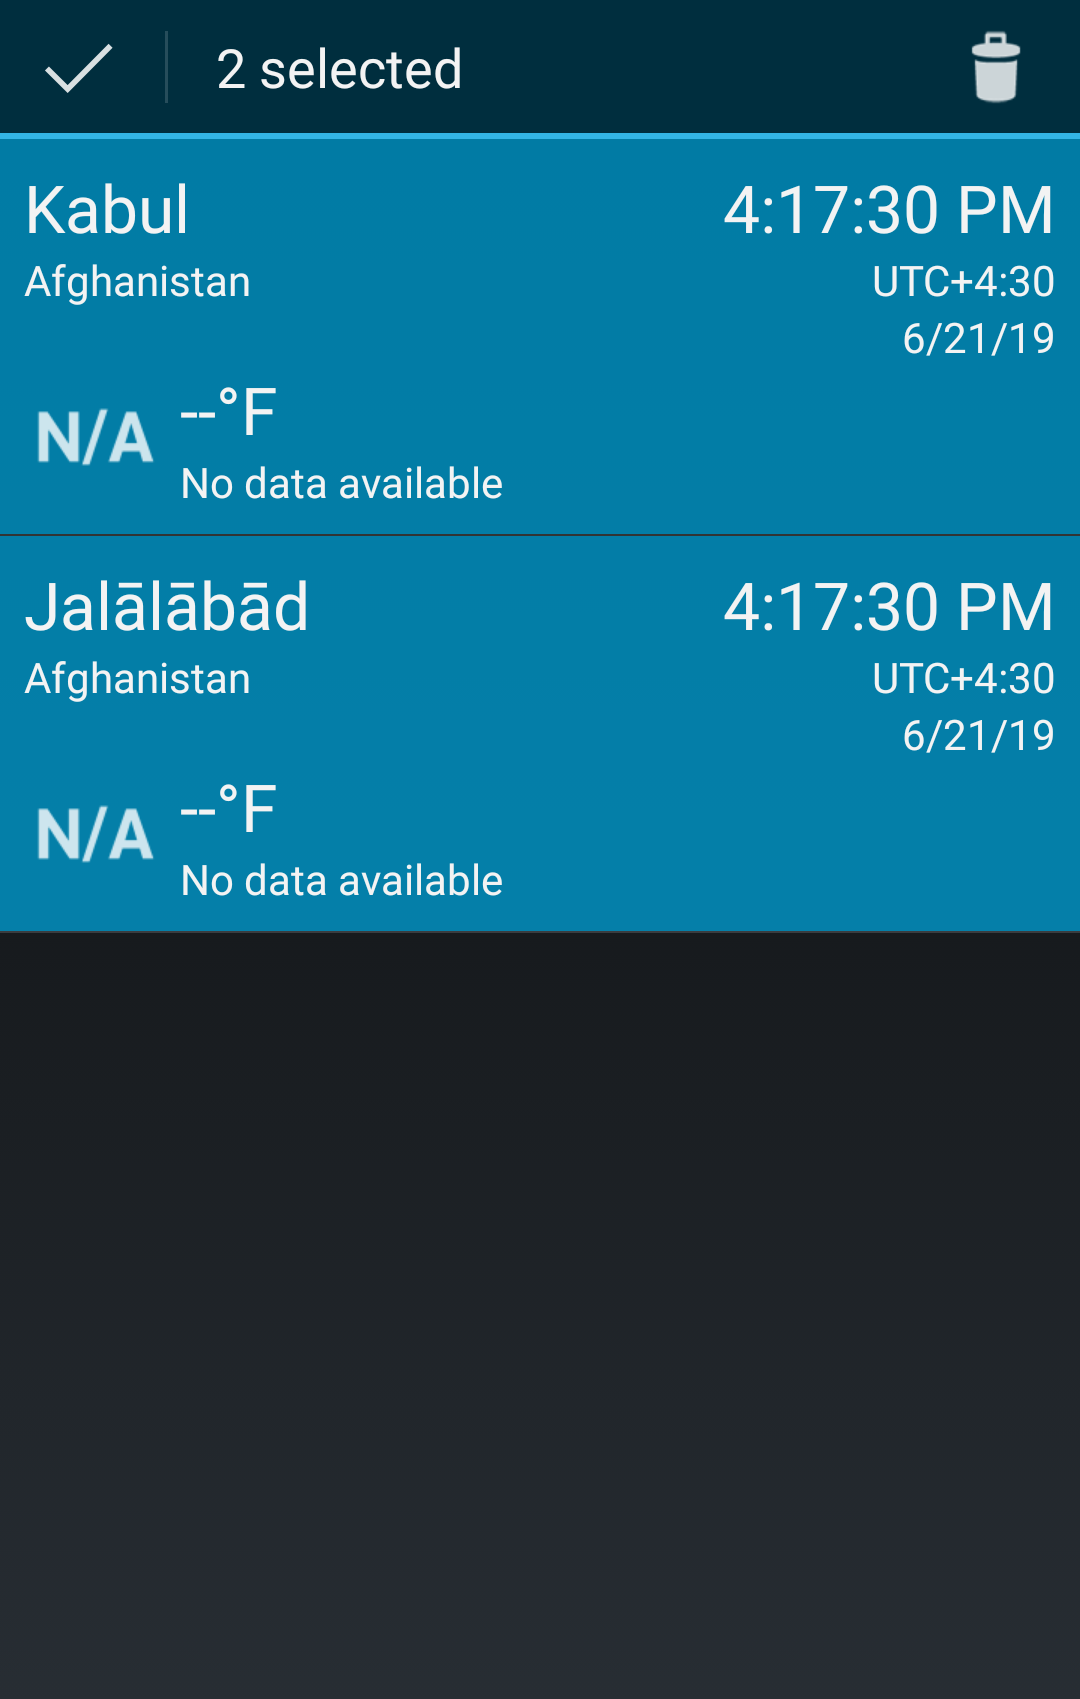 2 selected
Kabul
4:17:30 PM
Afghanistan
UTC+4:30
6/21/19
N/A
--°F
No data available
Jalālābād
4:17:30 PM
Afghanistan
UTC+4:30
6/21/19
N/A
--°F
No data available